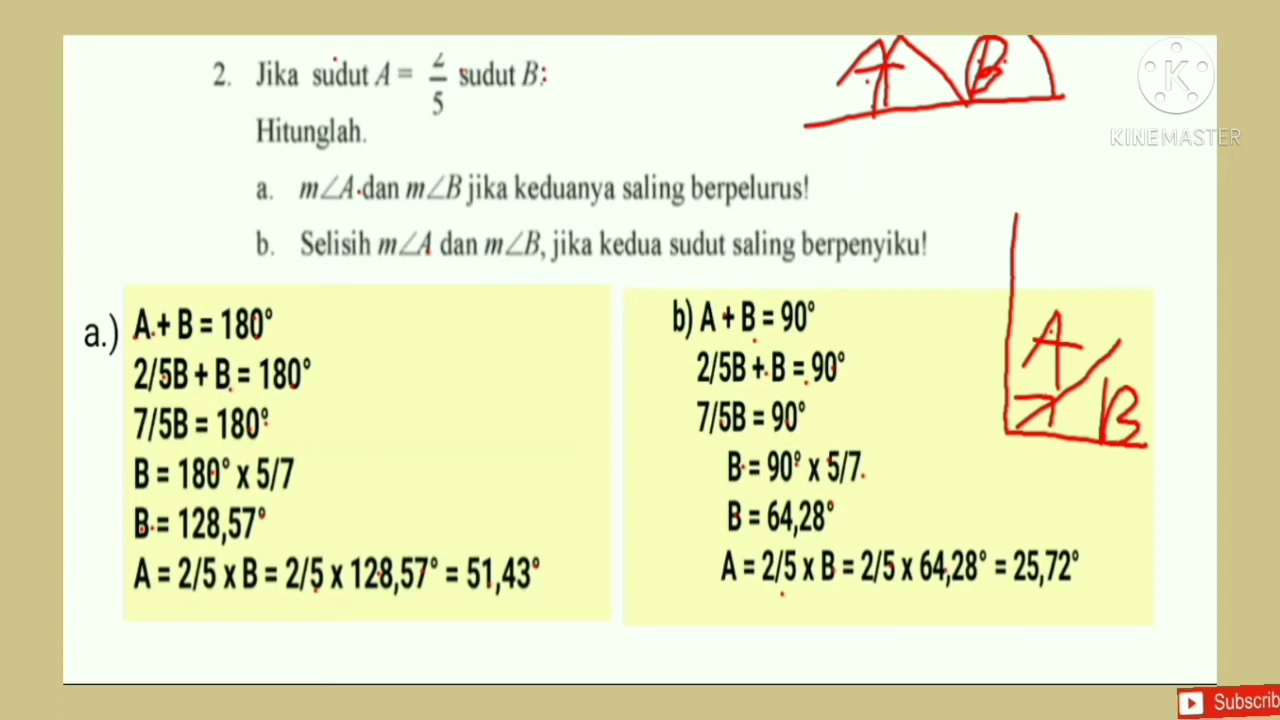 2. Jika sudut A = 2/5 sudut B:
Hitunglah.
a. m∠A dan m∠B jika keduanya saling berpelurus!
b. Selisih m∠A dan m∠B, jika kedua sudut saling berpenyiku!
A B
KINEMASTER
a.) A + B = 180°
2/5B + B = 180°
7/5B = 180°
B = 180° x 5/7
B = 128,57°
A = 2/5 x B = 2/5 x 128,57° = 51,43°
b) A + B = 90°
2/5B + B = 90°
7/5B = 90°
B = 90° x 5/7
B = 64,28°
A = 2/5 x B = 2/5 x 64,28° = 25,72°
A
B
Subscrib